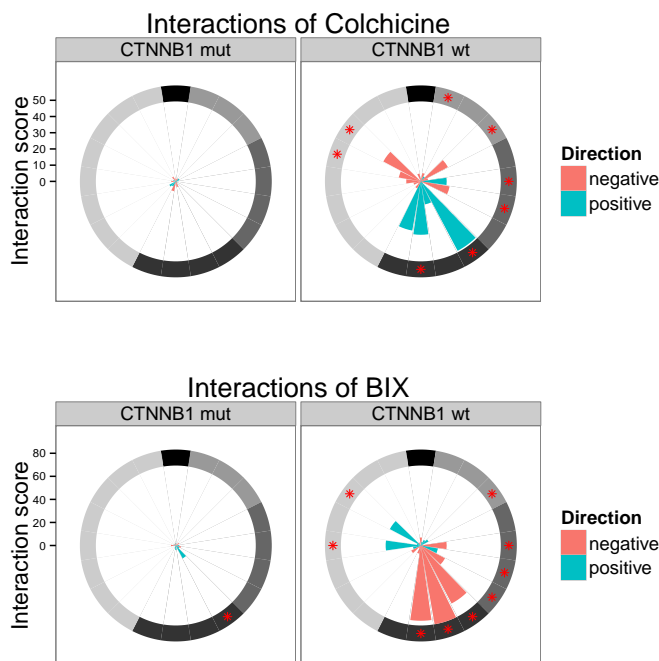 Interactions of Colchicine
CTNNB1 mut
CTNNB1 wt
50
40
30
20
10
0
Interaction score
Direction
negative
positive
Interactions of BIX
CTNNB1 mut
CTNNB1 wt
80
60
40
20
0
Interaction score
Direction
negative
positive